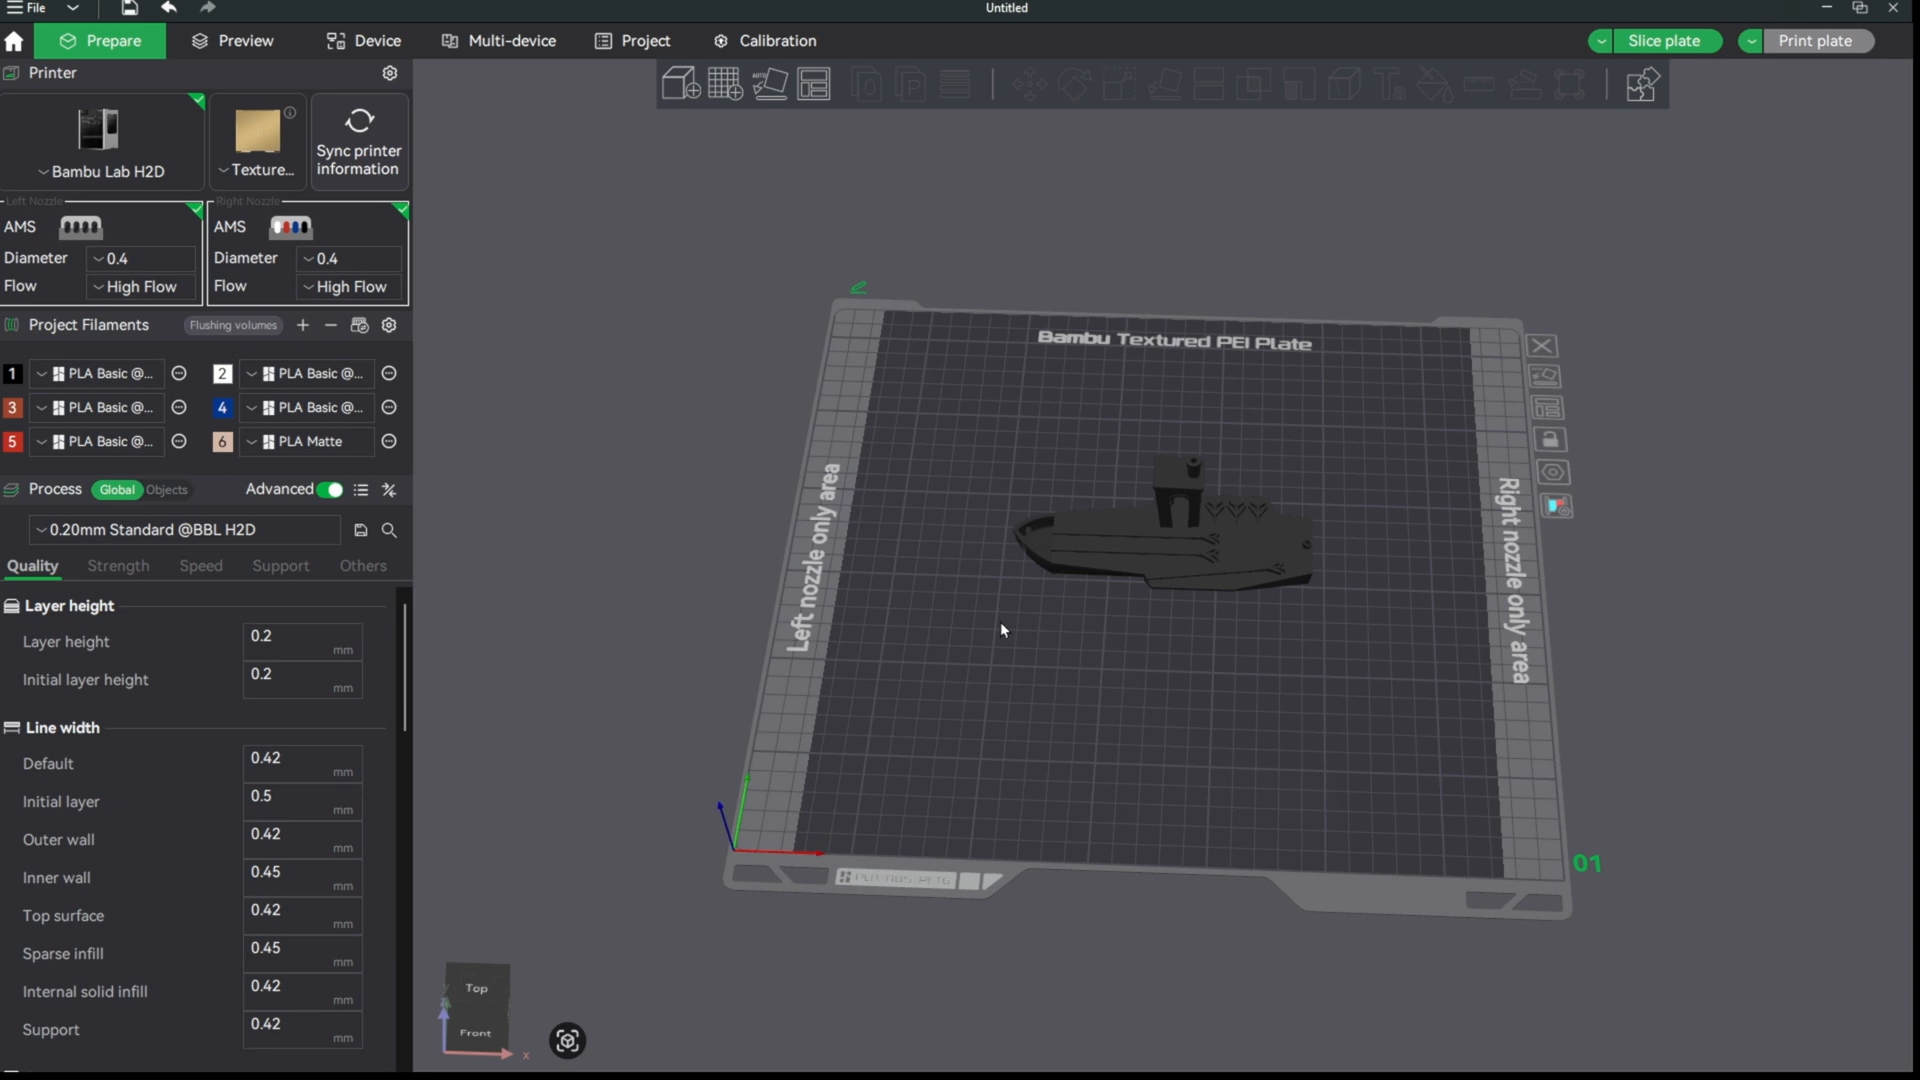 File
Untitled
Prepare
Preview
Device
Multi-device
Project
Calibration
Slice plate
Print plate
Printer
Bambu Lab H2D
Texture...
Sync printer
information
Left Nozzle
Right Nozzle
AMS
AMS
Diameter
0.4
Diameter
0.4
Flow
High Flow
Flow
High Flow
Project Filaments
Flushing volumes
1
PLA Basic @...
2
PLA Basic @...
3
PLA Basic @...
4
PLA Basic @...
5
PLA Basic @...
6
PLA Matte
Process
Global
Objects
Advanced
0.20mm Standard @BBL H2D
Quality
Strength
Speed
Support
Others
Layer height
Layer height
0.2
mm
Initial layer height
0.2
mm
Line width
Default
0.42
mm
Initial layer
0.5
mm
Outer wall
0.42
mm
Inner wall
0.45
mm
Top surface
0.42
mm
Sparse infill
0.45
mm
Internal solid infill
0.42
mm
Support
0.42
mm
Bambu Textured PEI Plate
Left nozzle only area
Right nozzle only area
01
Top
Front
x